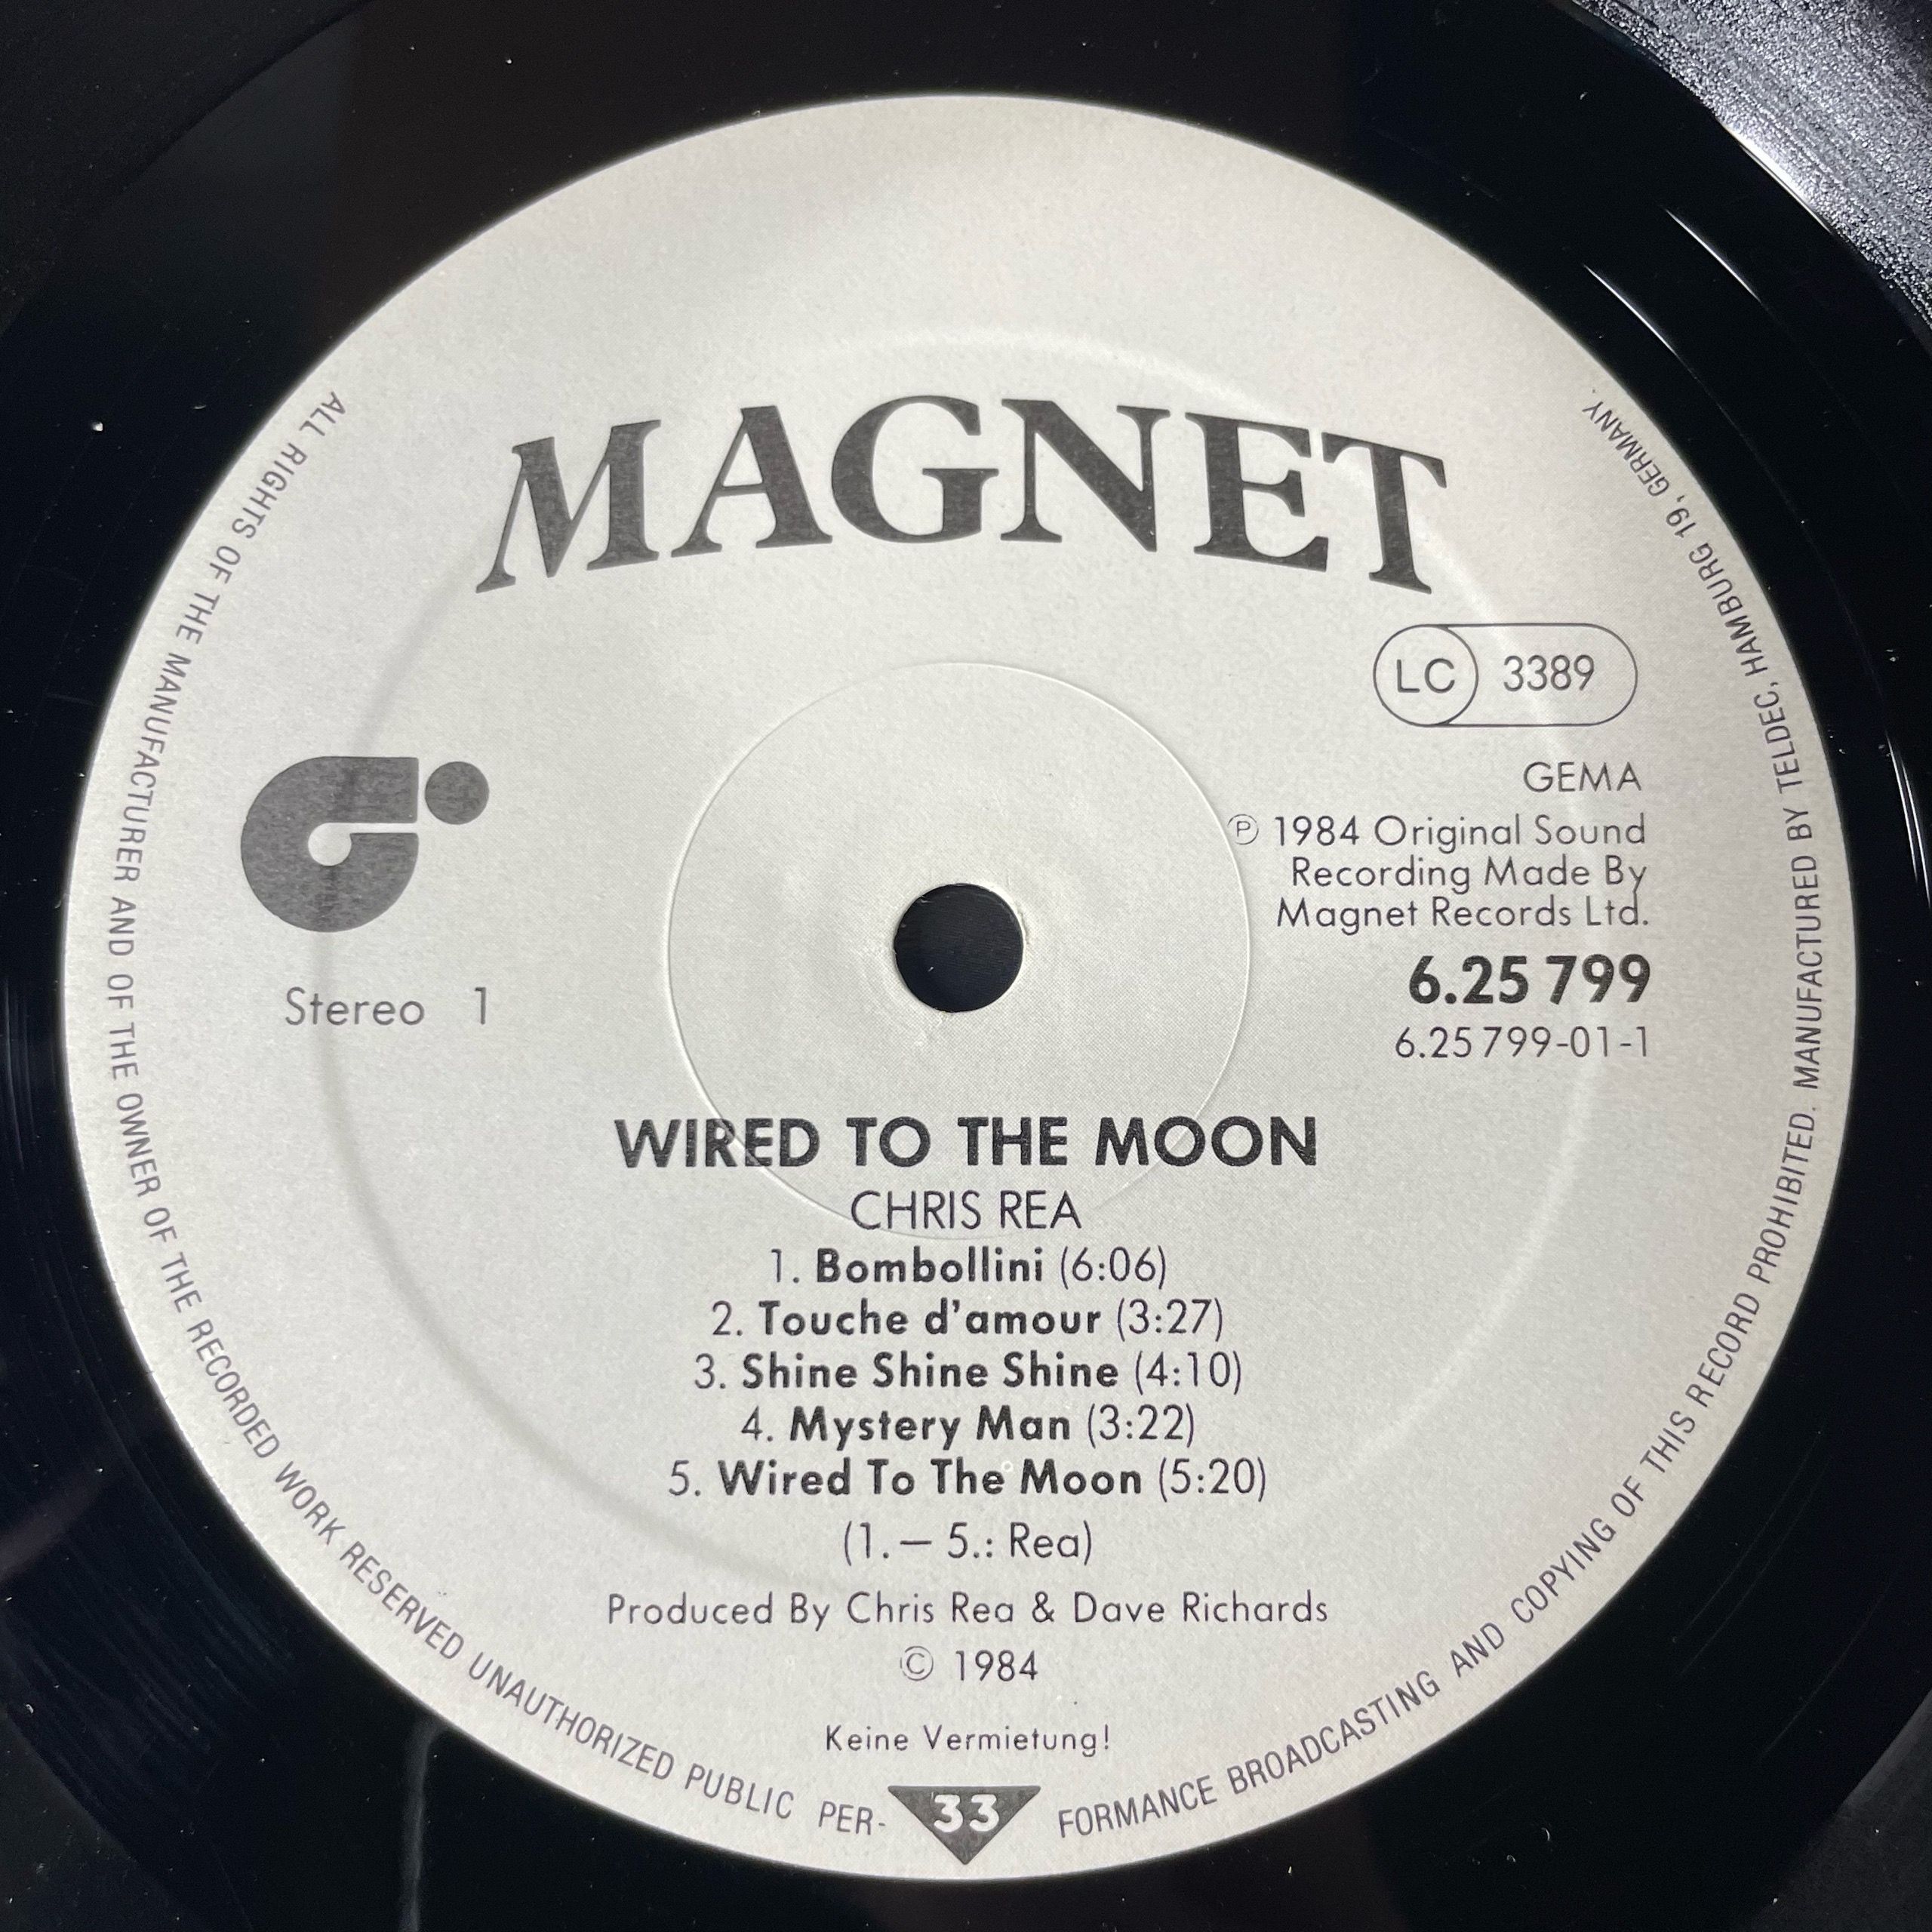 MAGNET
LC 3389
GEMA
Ⓟ 1984 Original Sound
Recording Made By
Magnet Records Ltd.
6.25 799
6.25 799-01-1
Stereo 1
WIRED TO THE MOON
CHRIS REA
1. Bombollini (6:06)
2. Touche d'amour (3:27)
3. Shine Shine Shine (4:10)
4. Mystery Man (3:22)
5. Wired To The Moon (5:20)
(1. – 5.: Rea)
Produced By Chris Rea & Dave Richards
© 1984
Keine Vermietung!
33
ALL RIGHTS OF THE MANUFACTURER AND OF THE OWNER OF THE RECORDED WORK RESERVED UNAUTHORIZED PUBLIC PER-FORMANCE BROADCASTING AND COPYING OF THIS RECORD PROHIBITED. MANUFACTURED BY TELDEC, HAMBURG 19, GERMANY.